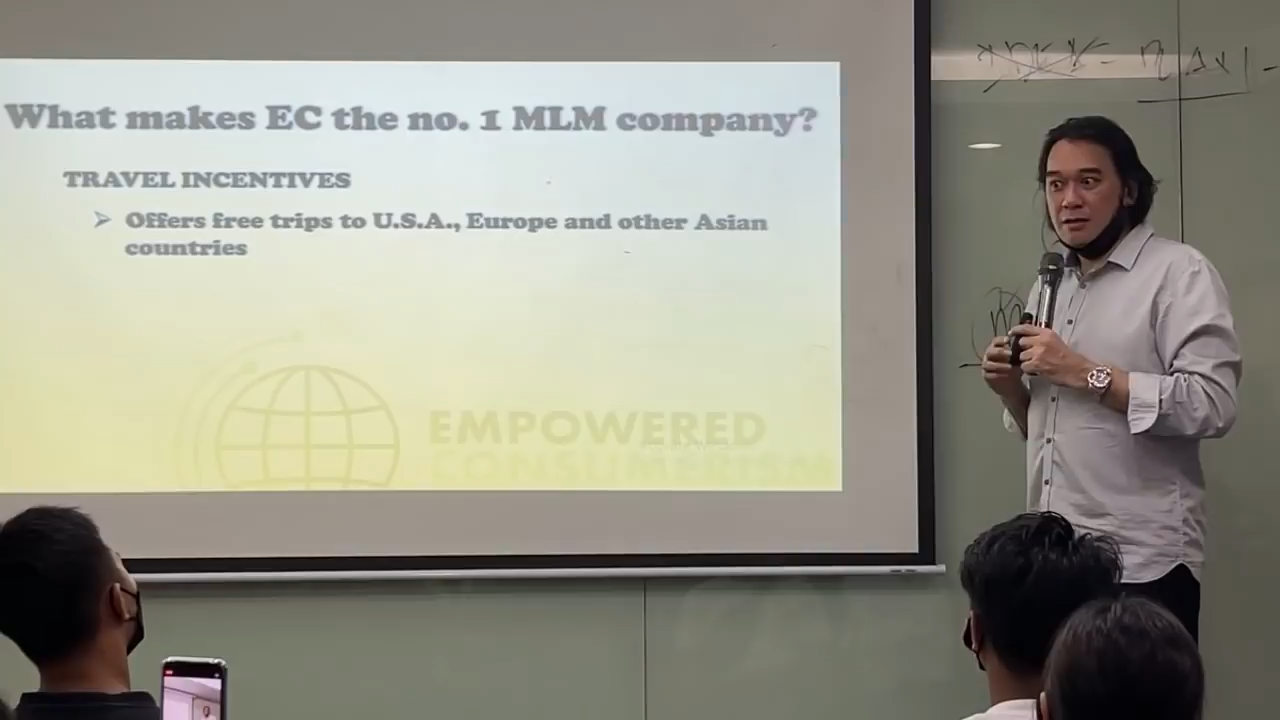 What makes EC the no. 1 MLM company?
TRAVEL INCENTIVES
➢ Offers free trips to U.S.A., Europe and other Asian
countries
EMPOWERED
CONSUMERISM